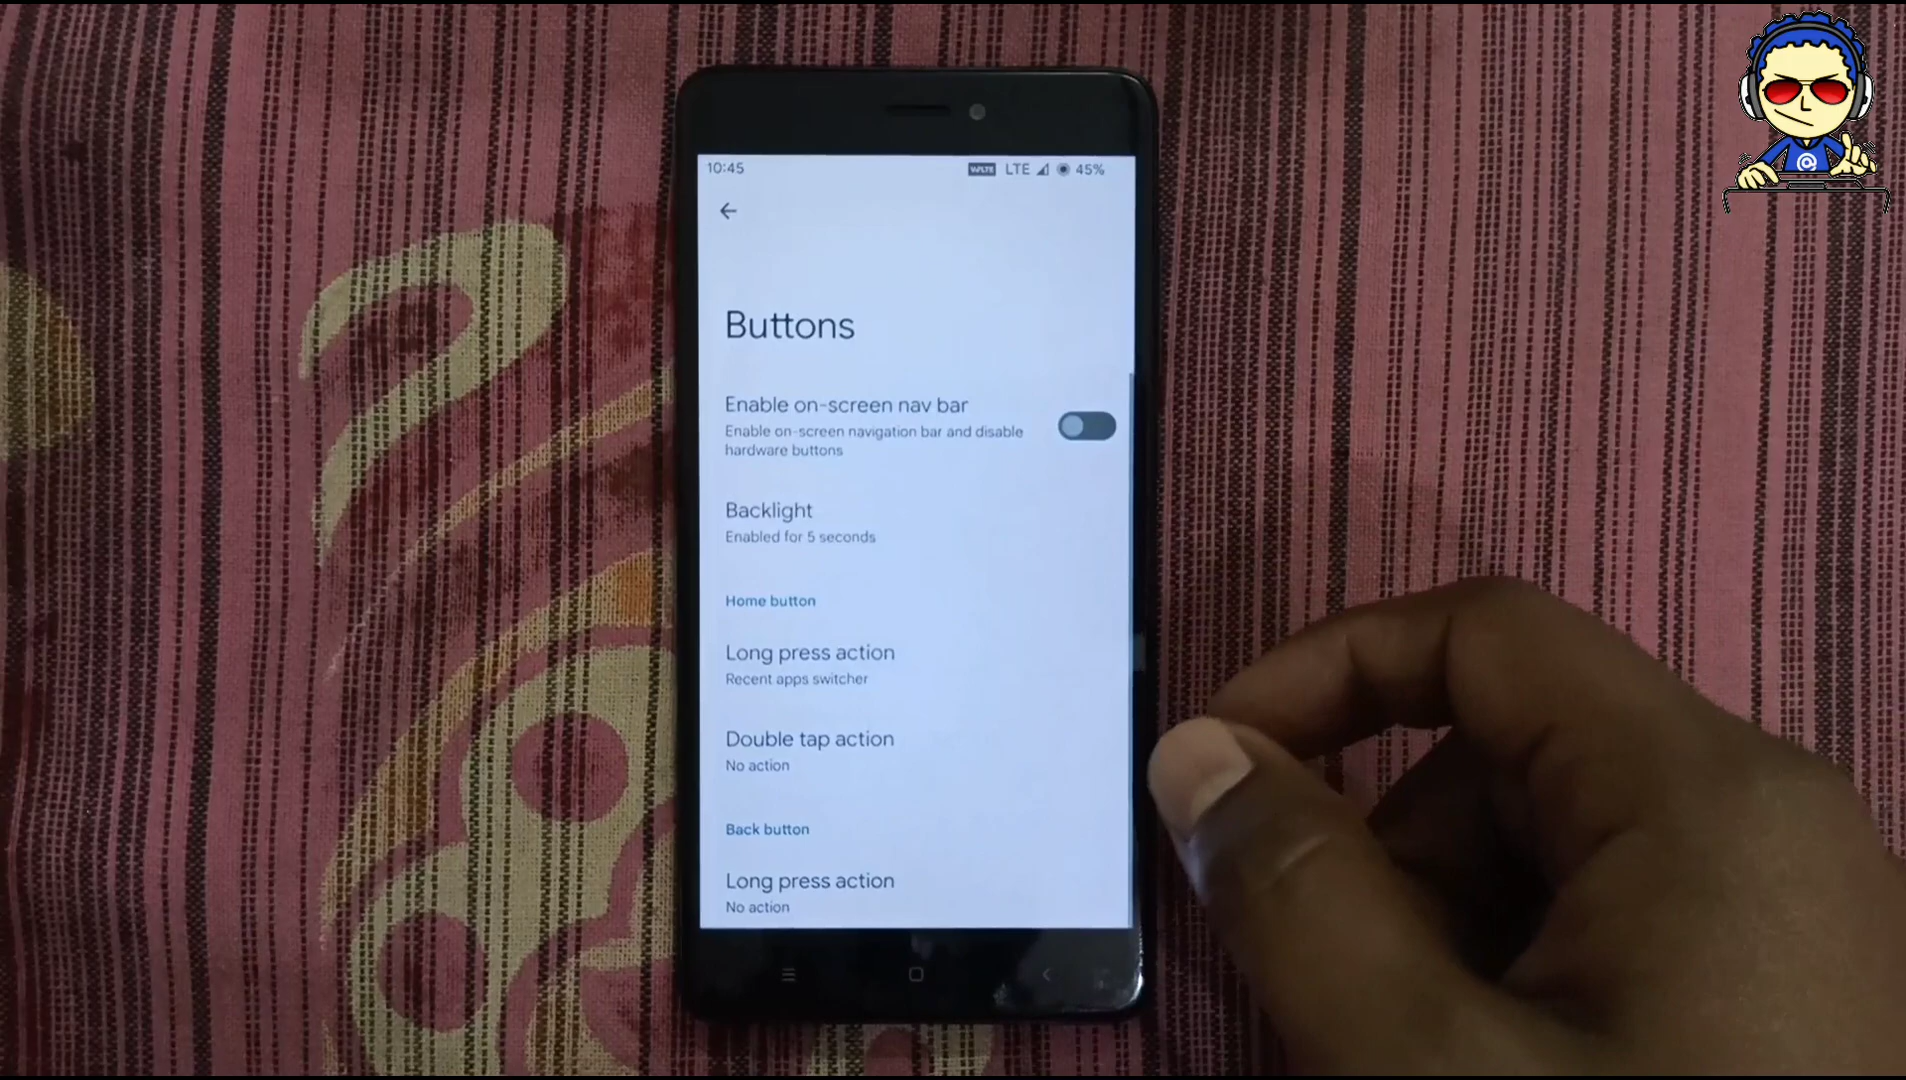 10:45
VoLTE LTE 45%
Buttons
Enable on-screen nav bar
Enable on-screen navigation bar and disable
hardware buttons
Backlight
Enabled for 5 seconds
Home button
Long press action
Recent apps switcher
Double tap action
No action
Back button
Long press action
No action
@